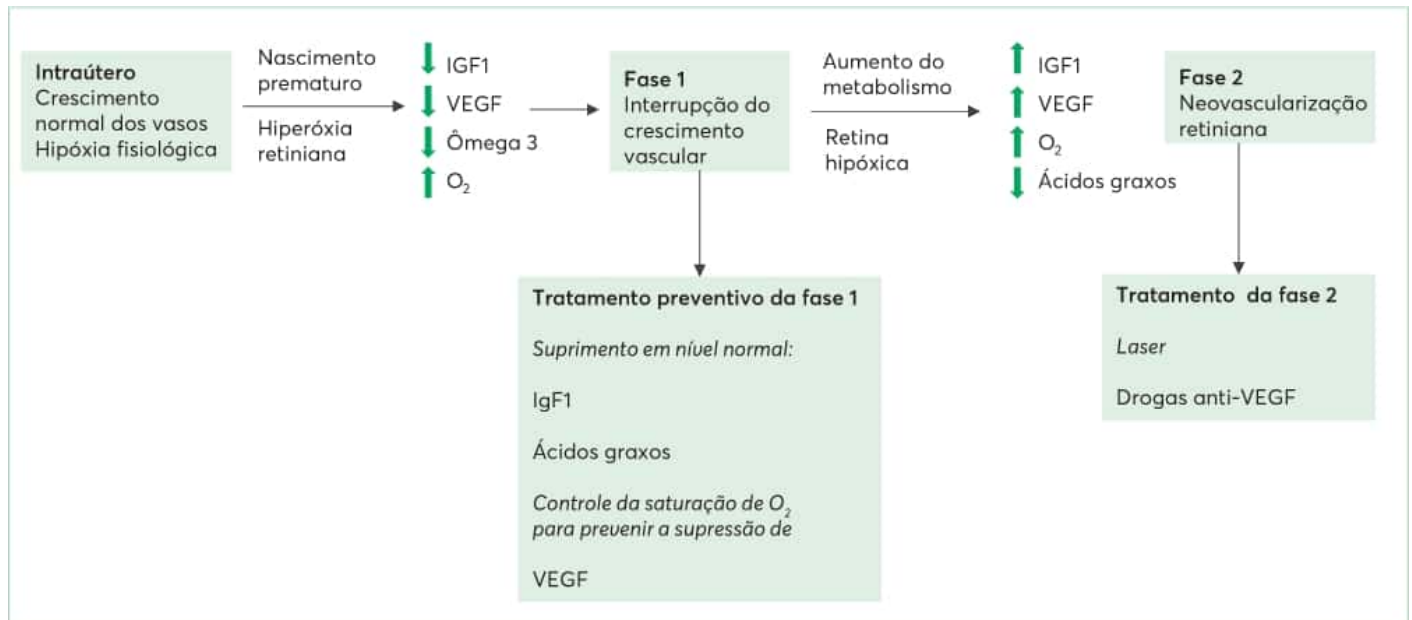 Intraútero
Crescimento
normal dos vasos
Hipóxia fisiológica
Nascimento
prematuro
Hiperóxia
retiniana
IGF1
VEGF
Ômega 3
O₂
Fase 1
Interrupção do
crescimento
vascular
Aumento do
metabolismo
Retina
hipóxica
IGF1
VEGF
O₂
Ácidos graxos
Fase 2
Neovascularização
retiniana
Tratamento preventivo da fase 1
Suprimento em nível normal:
IgF1
Ácidos graxos
Controle da saturação de O₂
para prevenir a supressão de
VEGF
Tratamento da fase 2
Laser
Drogas anti-VEGF